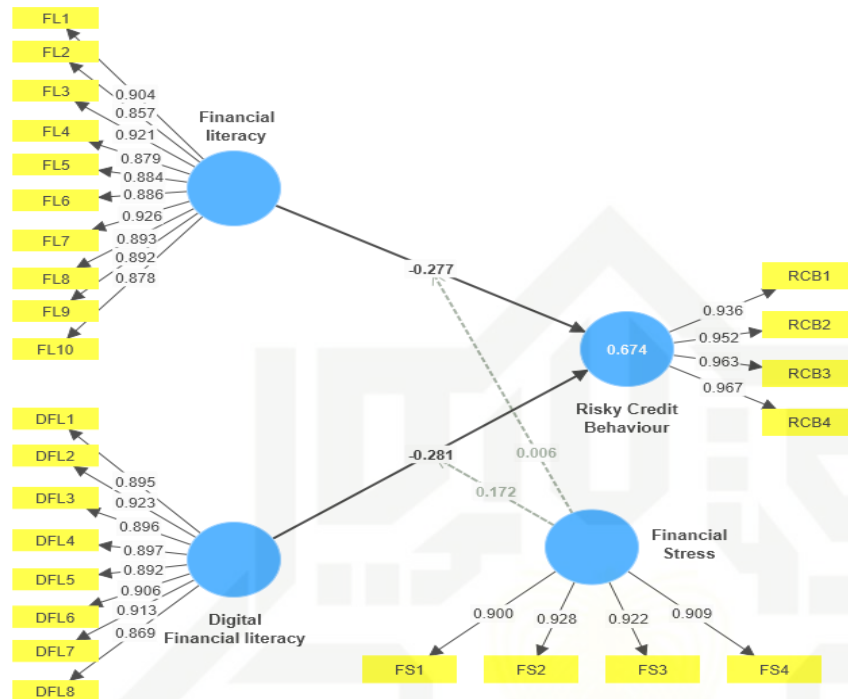 FL1
FL2
FL3
FL4
FL5
FL6
FL7
FL8
FL9
FL10
0.904
0.857
0.921
0.879
0.884
0.886
0.926
0.893
0.892
0.878
Financial
literacy
-0.277
RCB1
RCB2
RCB3
RCB4
0.936
0.952
0.963
0.967
0.674
Risky Credit
Behaviour
DFL1
DFL2
DFL3
DFL4
DFL5
DFL6
DFL7
DFL8
0.895
0.923
0.896
0.897
0.892
0.906
0.913
0.869
Digital
Financial literacy
-0.281
0.006
0.172
Financial
Stress
0.900
0.928
0.922
0.909
FS1
FS2
FS3
FS4